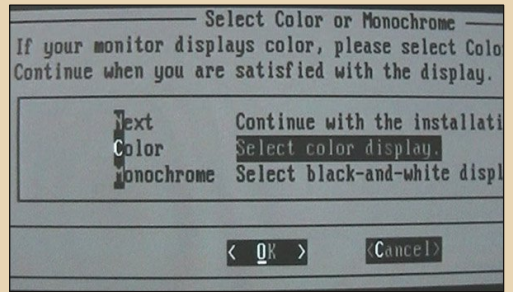 Select Color or Monochrome
If your monitor displays color, please select Colo
Continue when you are satisfied with the display.
Next Continue with the installati
Color Select color display.
Monochrome Select black-and-white displ
< OK > <Cancel>